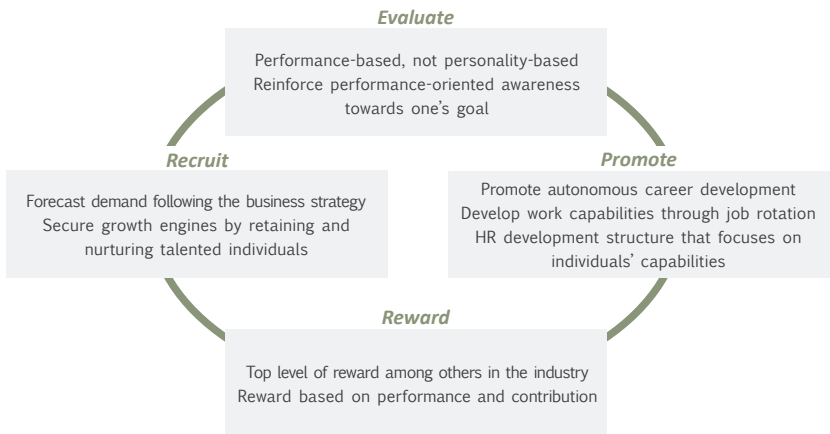 Evaluate
Performance-based, not personality-based
Reinforce performance-oriented awareness
towards one's goal
Recruit
Forecast demand following the business strategy
Secure growth engines by retaining and
nurturing talented individuals
Promote
Promote autonomous career development
Develop work capabilities through job rotation
HR development structure that focuses on
individuals' capabilities
Reward
Top level of reward among others in the industry
Reward based on performance and contribution